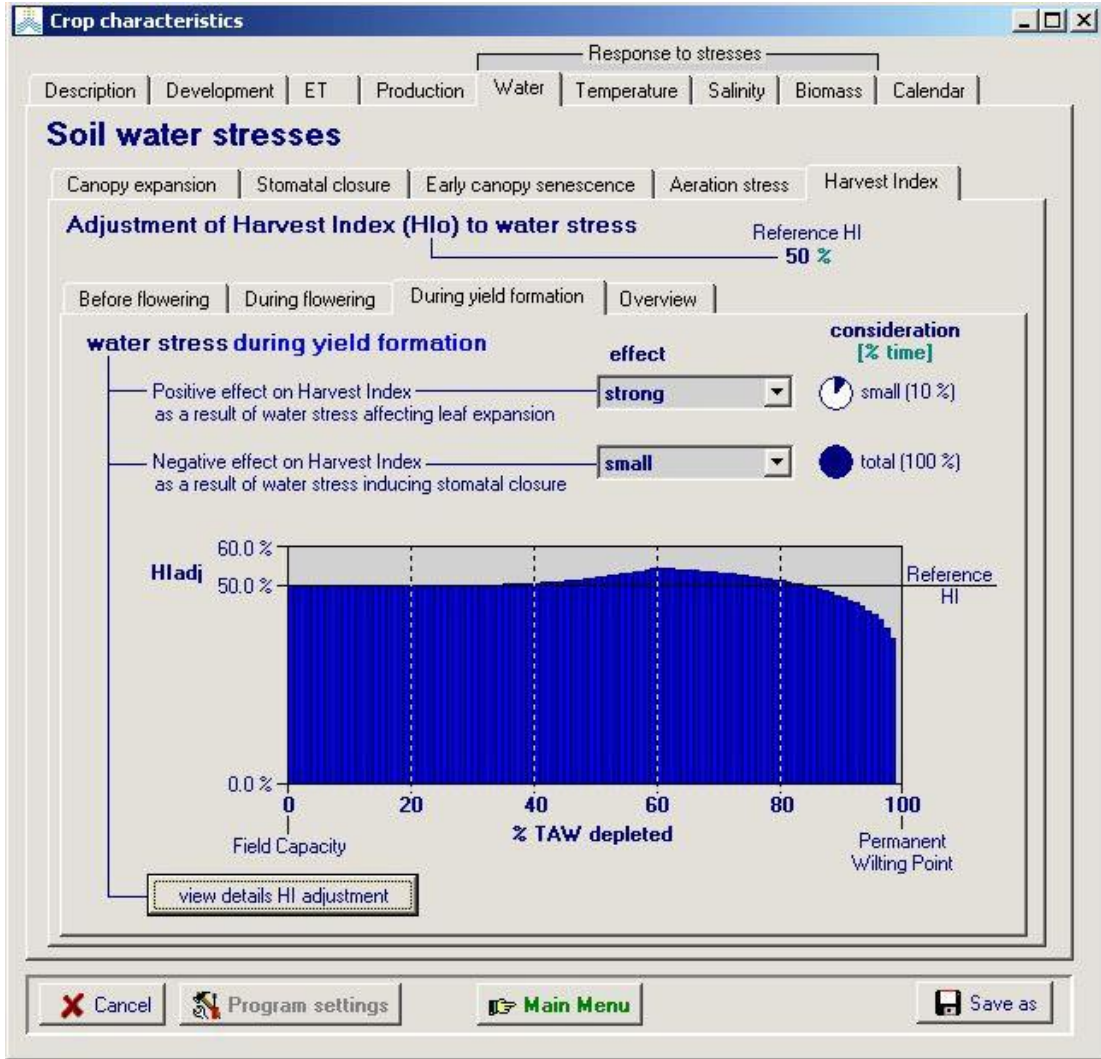 Crop characteristics
Response to stresses
Description Development ET Production Water Temperature Salinity Biomass Calendar
Soil water stresses
Canopy expansion Stomatal closure Early canopy senescence Aeration stress Harvest Index
Adjustment of Harvest Index (HIo) to water stress
Reference HI
50 %
Before flowering During flowering During yield formation Overview
water stress during yield formation
effect
consideration
[% time]
Positive effect on Harvest Index
as a result of water stress affecting leaf expansion
strong
small (10 %)
Negative effect on Harvest Index
as a result of water stress inducing stomatal closure
small
total (100 %)
60.0 %
HIadj
50.0 %
Reference
HI
0.0 %
0 20 40 60 80 100
% TAW depleted
Field Capacity
Permanent
Wilting Point
view details HI adjustment
Cancel Program settings Main Menu Save as